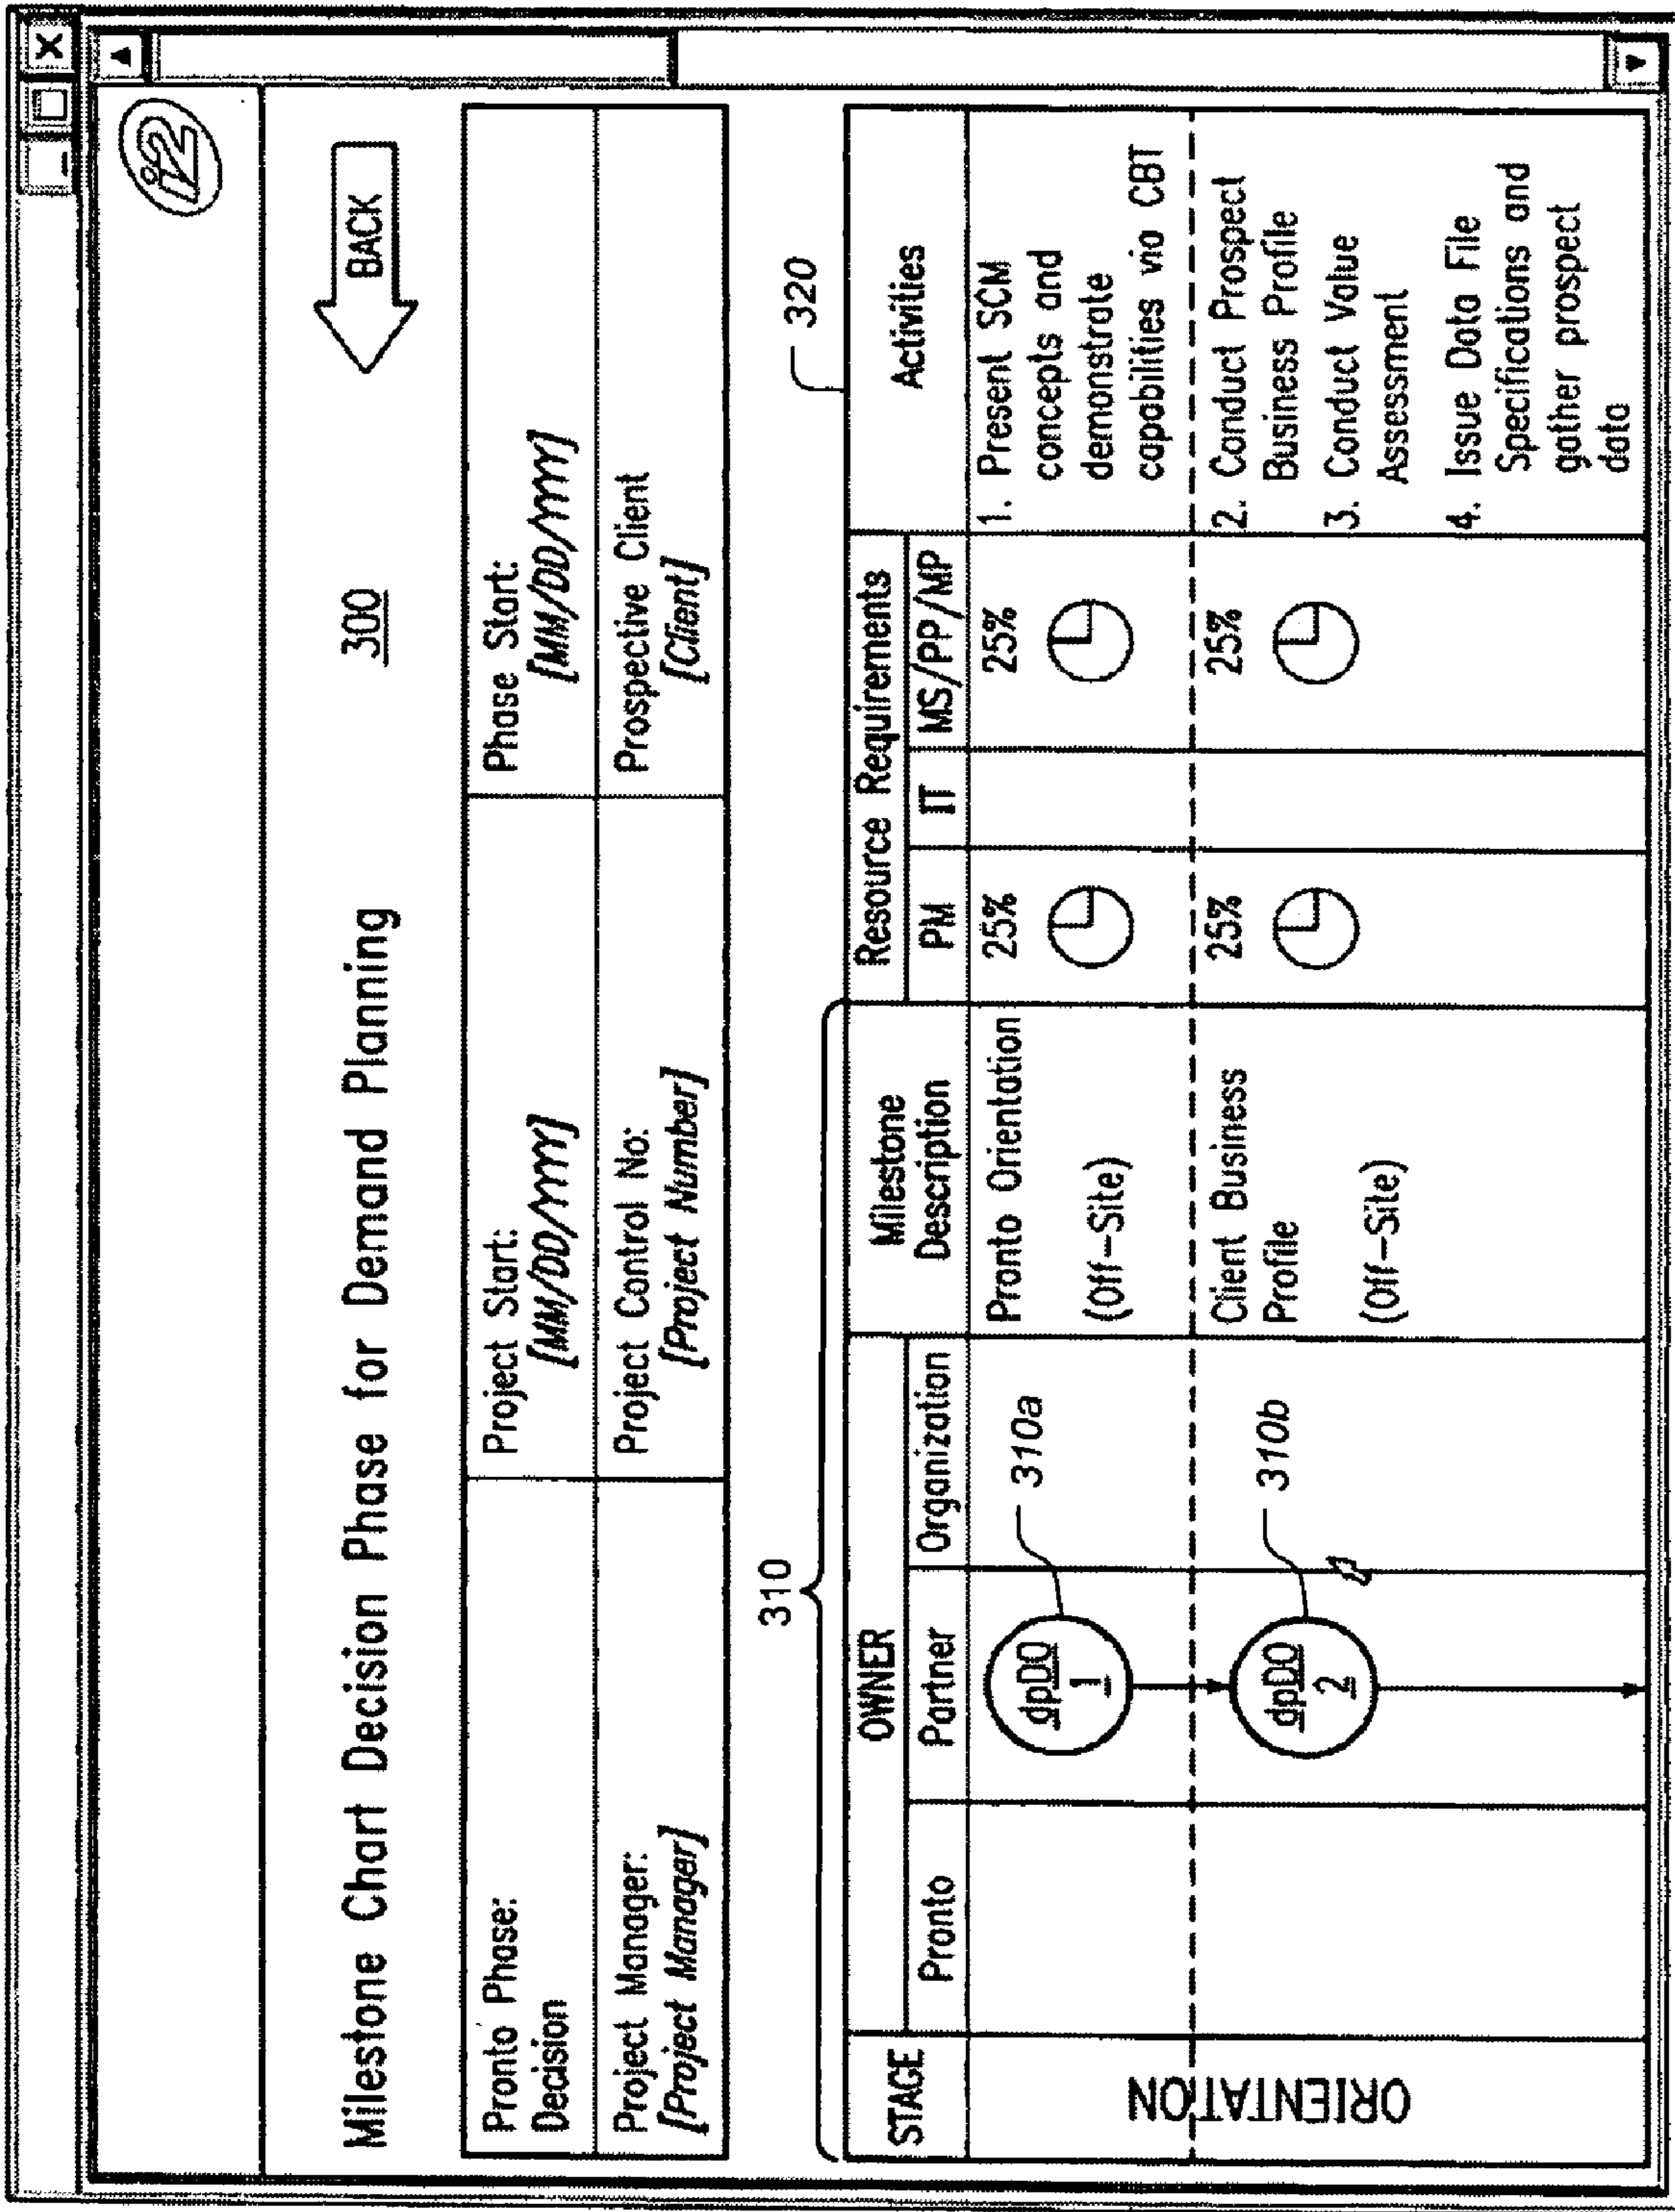 _ □ X
i2
BACK
Milestone Chart Decision Phase for Demand Planning
300
Pronto Phase:
Decision
Project Start:
[MM/DD/YYYY]
Phase Start:
[MM/DD/YYYY]
Project Manager:
[Project Manager]
Project Control No:
[Project Number]
Prospective Client
[Client]
310
320
STAGE
OWNER
Milestone
Description
Resource Requirements
Activities
Pronto
Partner
Organization
PM
IT
MS/PP/MP
ORIENTATION
dpDO
1
310a
Pronto Orientation
(Off-Site)
25%
25%
1. Present SCM
concepts and
demonstrate
capabilities via CBT
dpDO
2
310b
Client Business
Profile
(Off-Site)
25%
25%
2. Conduct Prospect
Business Profile
3. Conduct Value
Assessment
4. Issue Data File
Specifications and
gather prospect
data